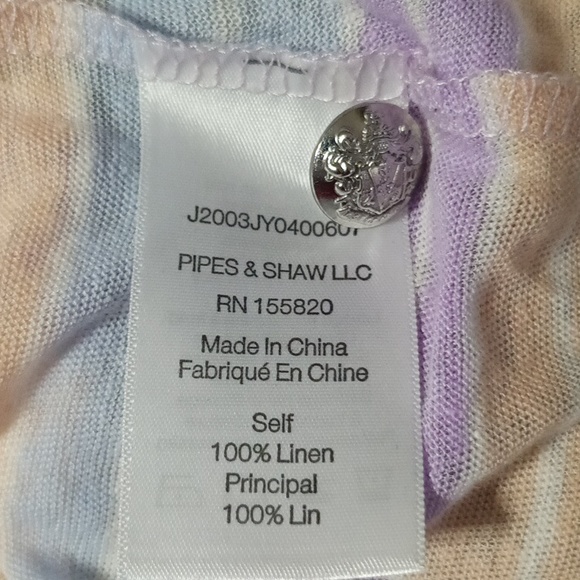 J2003JY0400607
PIPES & SHAW LLC
RN 155820
Made In China
Fabriqué En Chine
Self
100% Linen
Principal
100% Lin